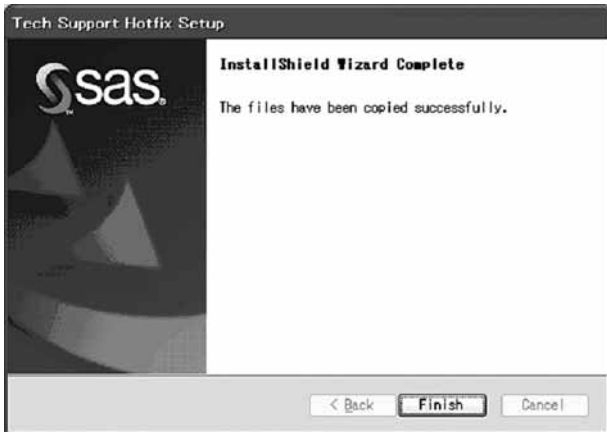 Tech Support Hotfix Setup
sas
InstallShield Wizard Complete
The files have been copied successfully.
< Back
Finish
Cancel